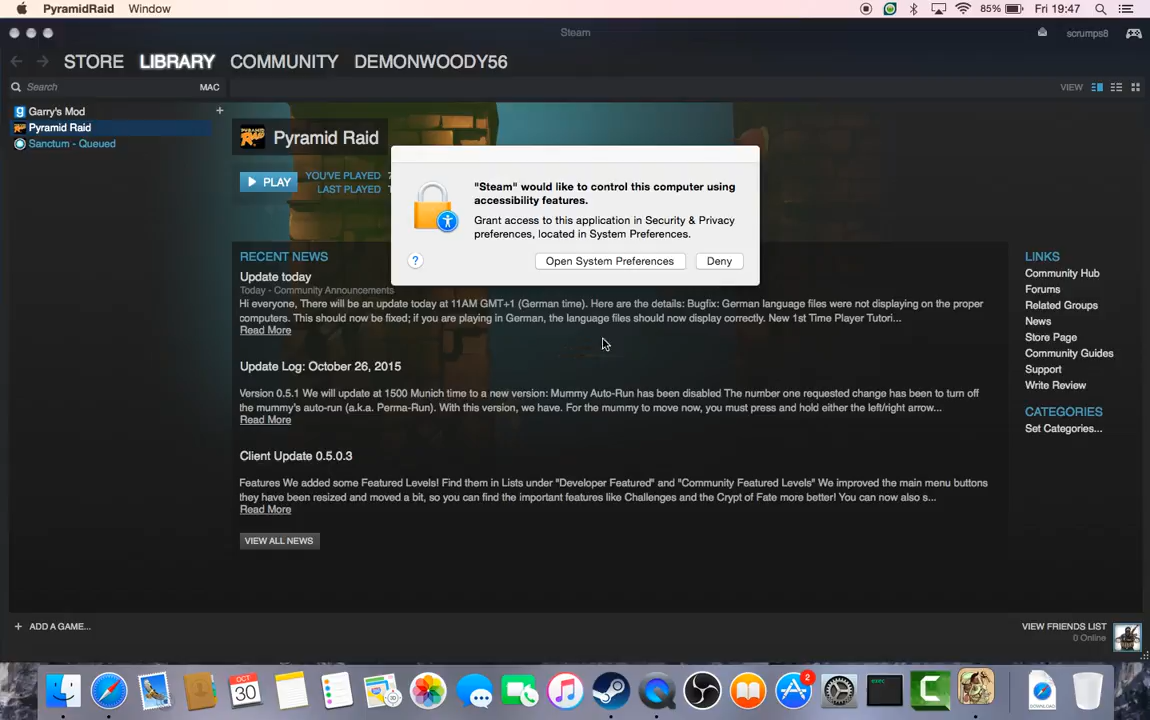 PyramidRaid Window 85% Fri 19:47
Steam scrumps8
STORE LIBRARY COMMUNITY DEMONWOODY56
Search MAC VIEW
Garry's Mod +
Pyramid Raid
Sanctum - Queued
Pyramid Raid
PLAY
YOU'VE PLAYED
LAST PLAYED
"Steam" would like to control this computer using
accessibility features.
Grant access to this application in Security & Privacy
preferences, located in System Preferences.
? Open System Preferences Deny
RECENT NEWS
Update today
Today - Community Announcements
Hi everyone, There will be an update today at 11AM GMT+1 (German time). Here are the details: Bugfix: German language files were not displaying on the proper
computers. This should now be fixed; if you are playing in German, the language files should now display correctly. New 1st Time Player Tutori...
Read More
Update Log: October 26, 2015
Version 0.5.1 We will update at 1500 Munich time to a new version: Mummy Auto-Run has been disabled The number one requested change has been to turn off
the mummy's auto-run (a.k.a. Perma-Run). With this version, we have. For the mummy to move now, you must press and hold either the left/right arrow...
Read More
Client Update 0.5.0.3
Features We added some Featured Levels! Find them in Lists under "Developer Featured" and "Community Featured Levels" We improved the main menu buttons
they have been resized and moved a bit, so you can find the important features like Challenges and the Crypt of Fate more better! You can now also s...
Read More
VIEW ALL NEWS
LINKS
Community Hub
Forums
Related Groups
News
Store Page
Community Guides
Support
Write Review
CATEGORIES
Set Categories...
+ ADD A GAME...
VIEW FRIENDS LIST
0 Online
OCT
30
2
exec
DOWNLOAD